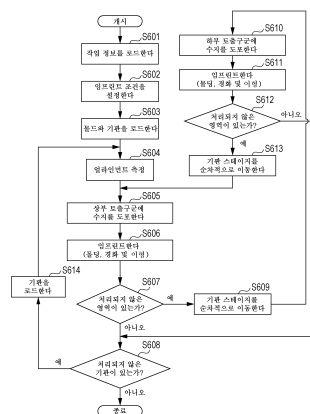 개시
S601
작업 정보를 로드한다
S602
임프린트 조건을
설정한다
S603
몰드와 기판을 로드한다
S604
얼라인먼트 측정
S605
상부 토출구군에
수지를 도포한다
S606
임프린트한다
(몰딩, 경화 및 이형)
S607
처리되지 않은
영역이 있는가?
예
아니오
S608
처리되지 않은
기판이 있는가?
예
아니오
종료
S609
기판 스테이지를
순차적으로 이동한다
S610
하부 토출구군에
수지를 도포한다
S611
임프린트한다
(몰딩, 경화 및 이형)
S612
처리되지 않은
영역이 있는가?
아니오
예
S613
기판 스테이지를
순차적으로 이동한다
S614
기판을
로드한다